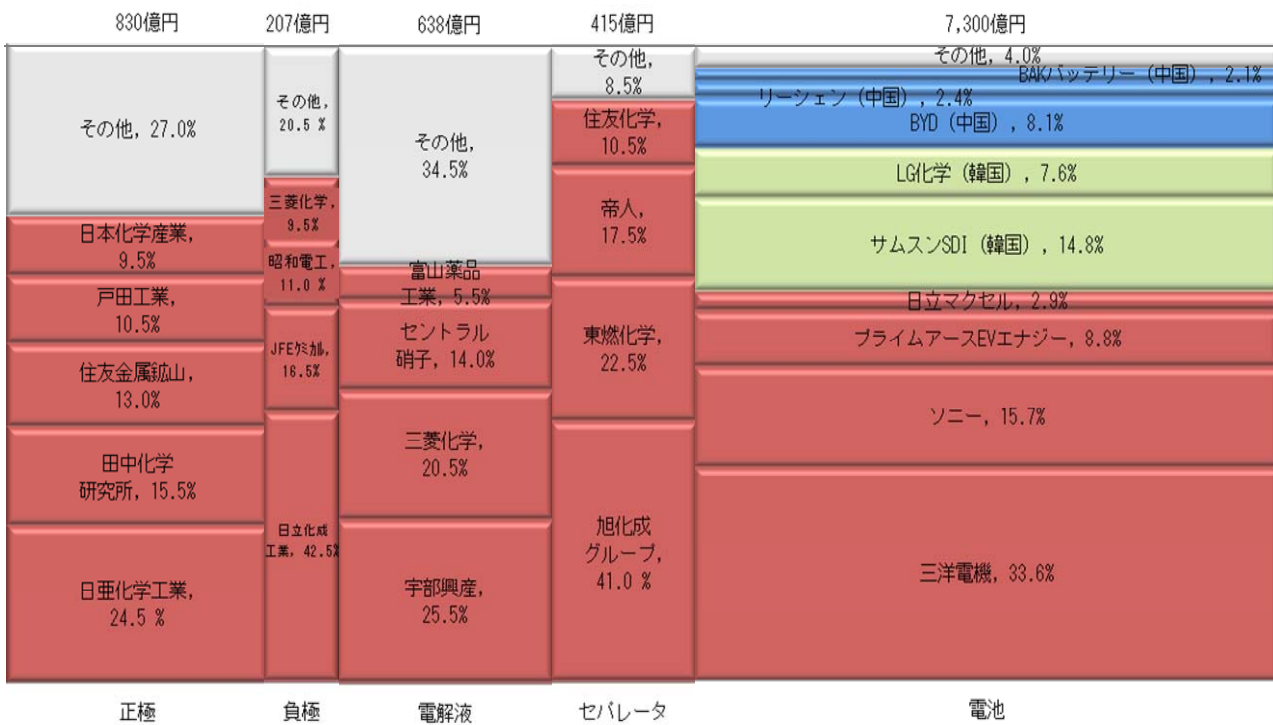 830億円
207億円
638億円
415億円
7,300億円
その他, 27.0%
日本化学産業,
9.5%
戸田工業,
10.5%
住友金属鉱山,
13.0%
田中化学
研究所, 15.5%
日亜化学工業,
24.5 %
その他,
20.5 %
三菱化学,
9.5%
昭和電工,
11.0 %
JFEケミカル,
16.5%
日立化成
工業, 42.5%
その他,
34.5%
富山薬品
工業, 5.5%
セントラル
硝子, 14.0%
三菱化学,
20.5%
宇部興産,
25.5%
その他,
8.5%
住友化学,
10.5%
帝人,
17.5%
東燃化学,
22.5%
旭化成
グループ,
41.0 %
その他, 4.0%
BAKバッテリー (中国) , 2.1%
リーシェン (中国) , 2.4%
BYD (中国) , 8.1%
LG化学 (韓国) , 7.6%
サムスンSDI (韓国) , 14.8%
日立マクセル, 2.9%
プライムアースEVエナジー, 8.8%
ソニー, 15.7%
三洋電機, 33.6%
正極
負極
電解液
セパレータ
電池